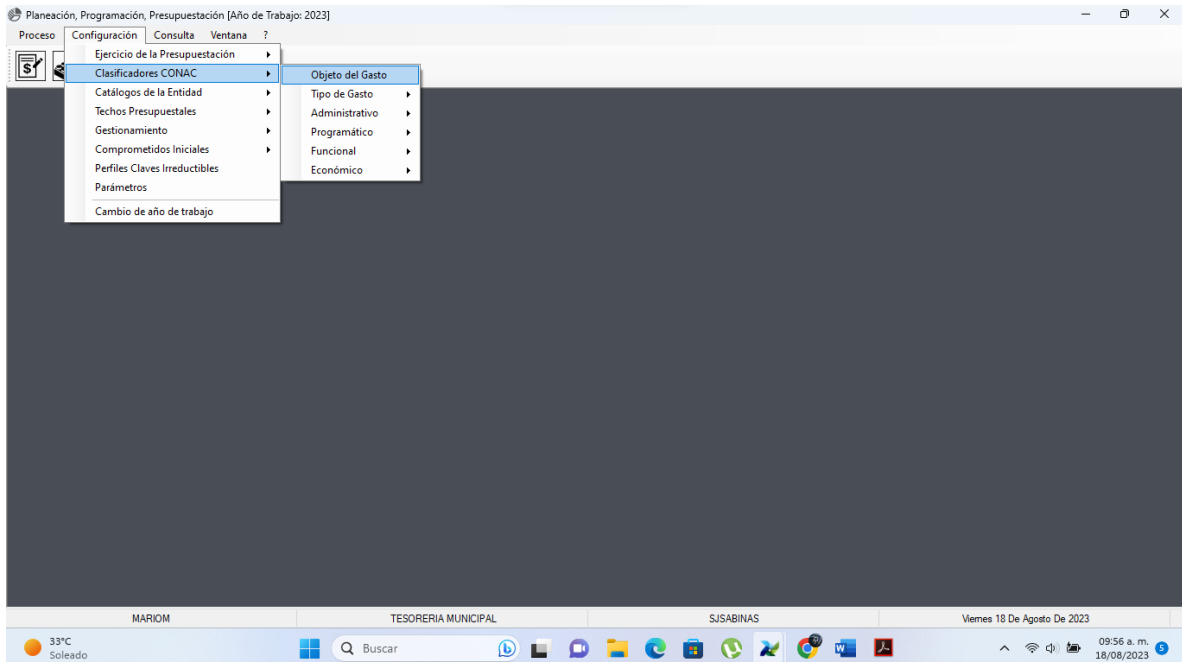 Planeación, Programación, Presupuestación [Año de Trabajo: 2023]
Proceso Configuración Consulta Ventana ?
Ejercicio de la Presupuestación
Clasificadores CONAC
Catálogos de la Entidad
Techos Presupuestales
Gestionamiento
Comprometidos Iniciales
Perfiles Claves Irreductibles
Parámetros
Cambio de año de trabajo
Objeto del Gasto
Tipo de Gasto
Administrativo
Programático
Funcional
Económico
MARIOM TESORERIA MUNICIPAL SJSABINAS Viernes 18 De Agosto De 2023
33°C
Soleado
Buscar
09:56 a. m.
18/08/2023
5